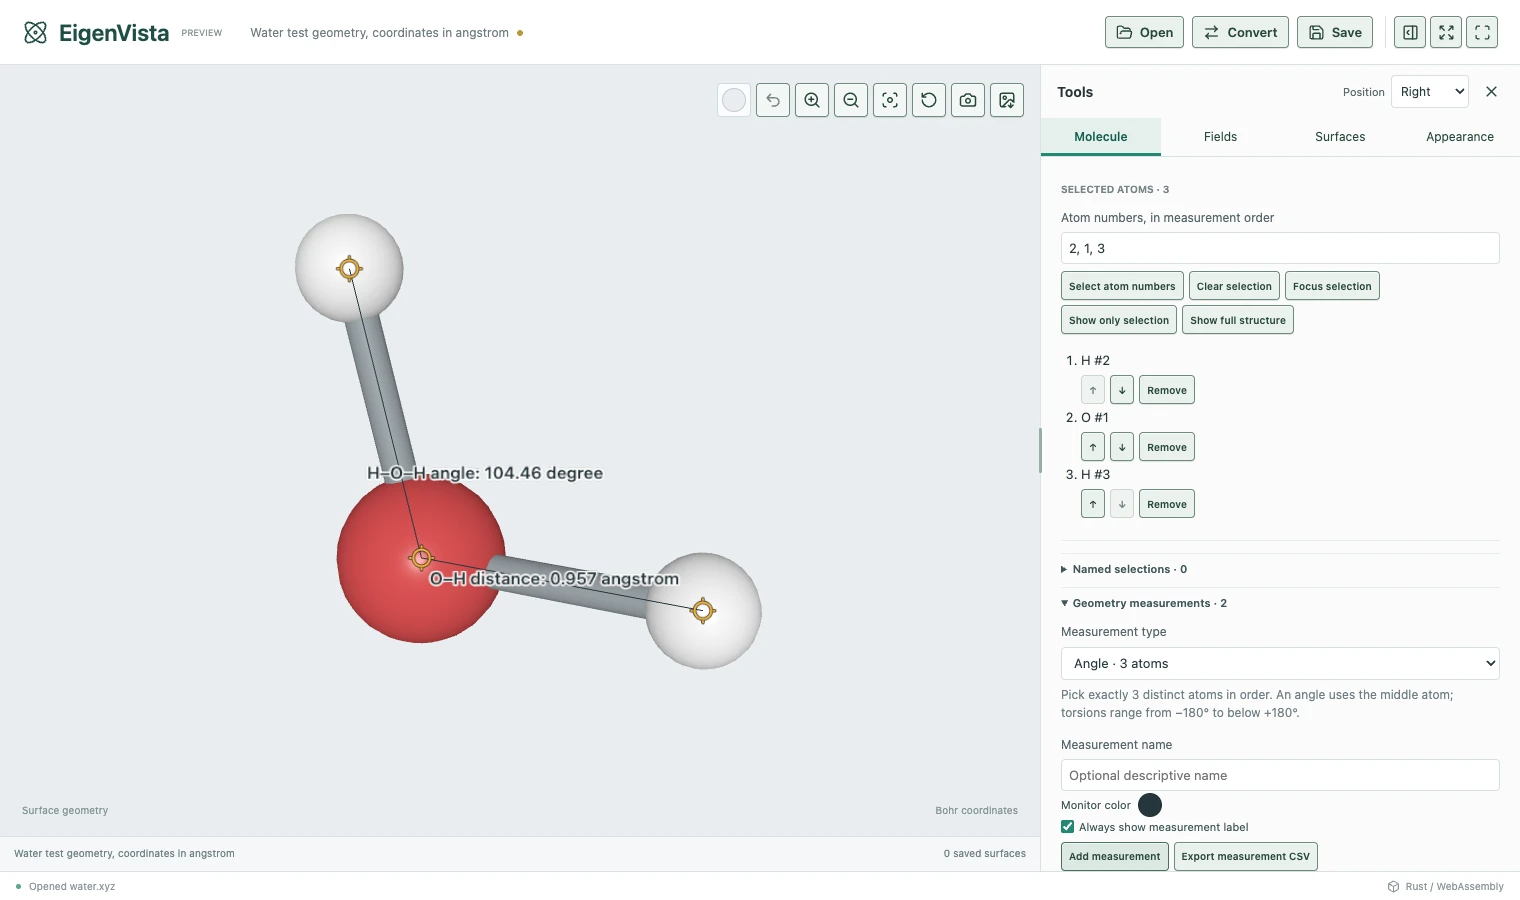 EigenVista PREVIEW Water test geometry, coordinates in angstrom
Open Convert Save
Tools Position Right
Molecule Fields Surfaces Appearance
SELECTED ATOMS · 3
Atom numbers, in measurement order
2, 1, 3
Select atom numbers Clear selection Focus selection
Show only selection Show full structure
1. H #2
↑ ↓ Remove
2. O #1
↑ ↓ Remove
3. H #3
↑ ↓ Remove
Named selections · 0
Geometry measurements · 2
Measurement type
Angle · 3 atoms
Pick exactly 3 distinct atoms in order. An angle uses the middle atom;
torsions range from −180° to below +180°.
Measurement name
Optional descriptive name
Monitor color
Always show measurement label
Add measurement Export measurement CSV
H–O–H angle: 104.46 degree
O–H distance: 0.957 angstrom
Surface geometry Bohr coordinates
Water test geometry, coordinates in angstrom 0 saved surfaces
Opened water.xyz Rust / WebAssembly